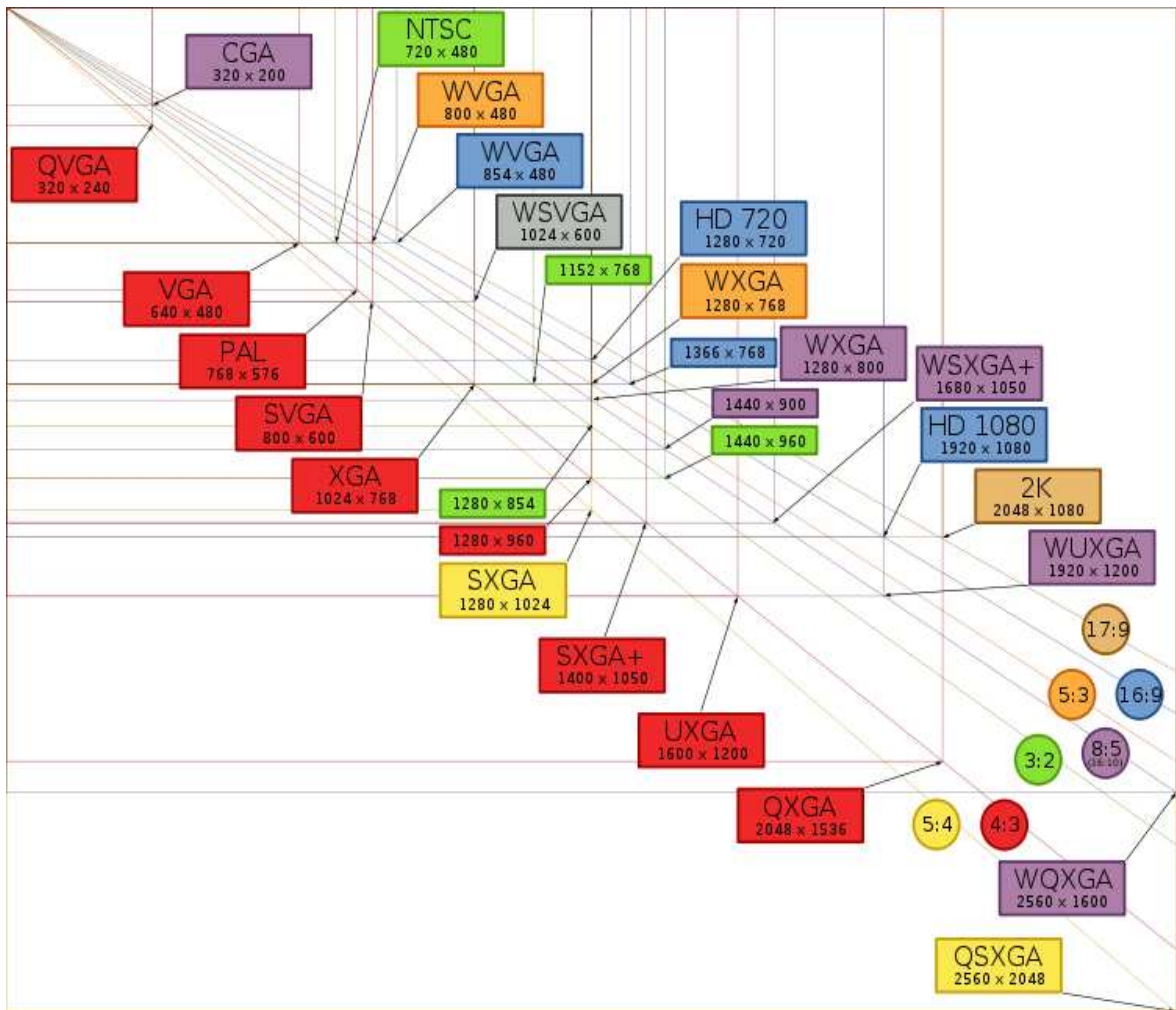 NTSC
720 x 480
CGA
320 x 200
WVGA
800 x 480
WVGA
854 x 480
QVGA
320 x 240
WSVGA
1024 x 600
HD 720
1280 x 720
1152 x 768
WXGA
1280 x 768
VGA
640 x 480
PAL
768 x 576
1366 x 768
WXGA
1280 x 800
WSXGA+
1680 x 1050
SVGA
800 x 600
1440 x 900
HD 1080
1920 x 1080
1440 x 960
XGA
1024 x 768
1280 x 854
2K
2048 x 1080
1280 x 960
WUXGA
1920 x 1200
SXGA
1280 x 1024
17:9
SXGA+
1400 x 1050
5:3
16:9
UXGA
1600 x 1200
3:2
8:5
(16:10)
QXGA
2048 x 1536
5:4
4:3
WQXGA
2560 x 1600
QSXGA
2560 x 2048